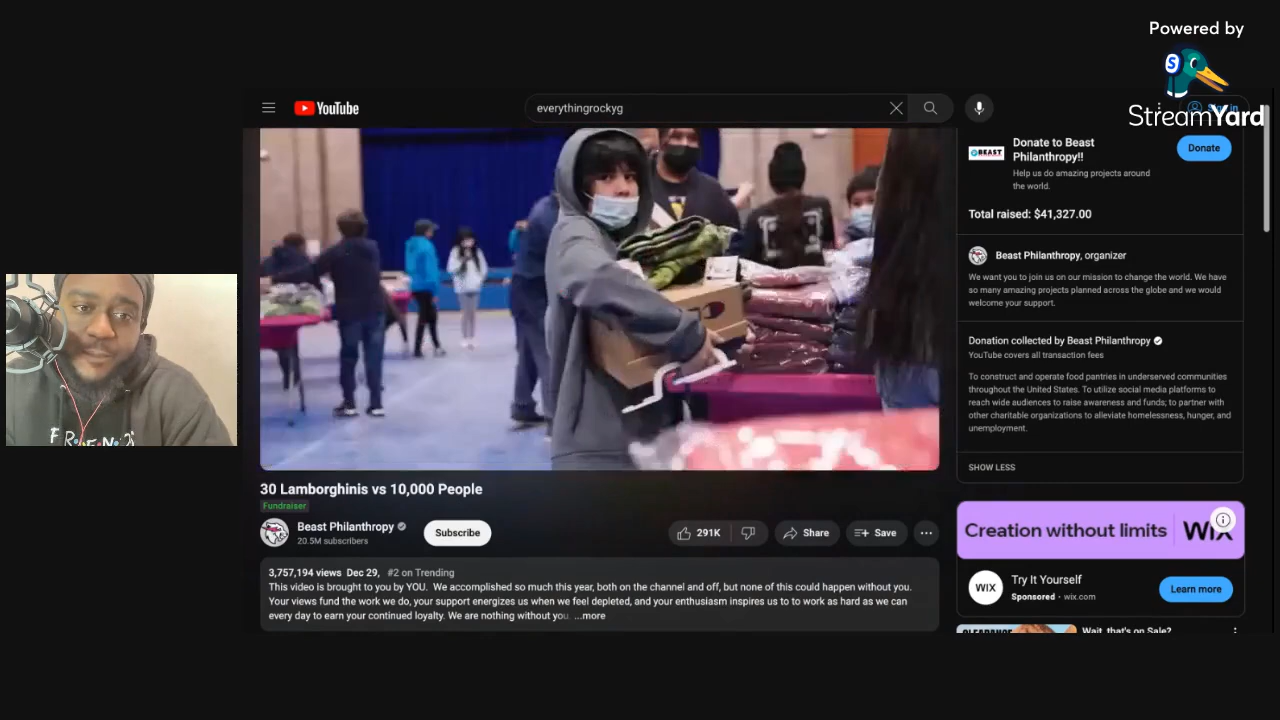 Powered by
StreamYard
YouTube
everythingrockyg
Donate to Beast
Philanthropy!!
Donate
Help us do amazing projects around
the world.
Total raised: $41,327.00
Beast Philanthropy, organizer
We want you to join us on our mission to change the world. We have
so many amazing projects planned across the globe and we would
welcome your support.
Donation collected by Beast Philanthropy
YouTube covers all transaction fees
To construct and operate food pantries in underserved communities
throughout the United States. To utilize social media platforms to
reach wide audiences to raise awareness and funds; to partner with
other charitable organizations to alleviate homelessness, hunger, and
unemployment.
SHOW LESS
30 Lamborghinis vs 10,000 People
Fundraiser
Beast Philanthropy
20.5M subscribers
Subscribe
291K
Share
Save
3,757,194 views Dec 29, #2 on Trending
This video is brought to you by YOU. We accomplished so much this year, both on the channel and off, but none of this could happen without you.
Your views fund the work we do, your support energizes us when we feel depleted, and your enthusiasm inspires us to to work as hard as we can
every day to earn your continued loyalty. We are nothing without you. ...more
Creation without limits WIX
WIX
Try It Yourself
Sponsored · wix.com
Learn more
Wait, that's on Sale?